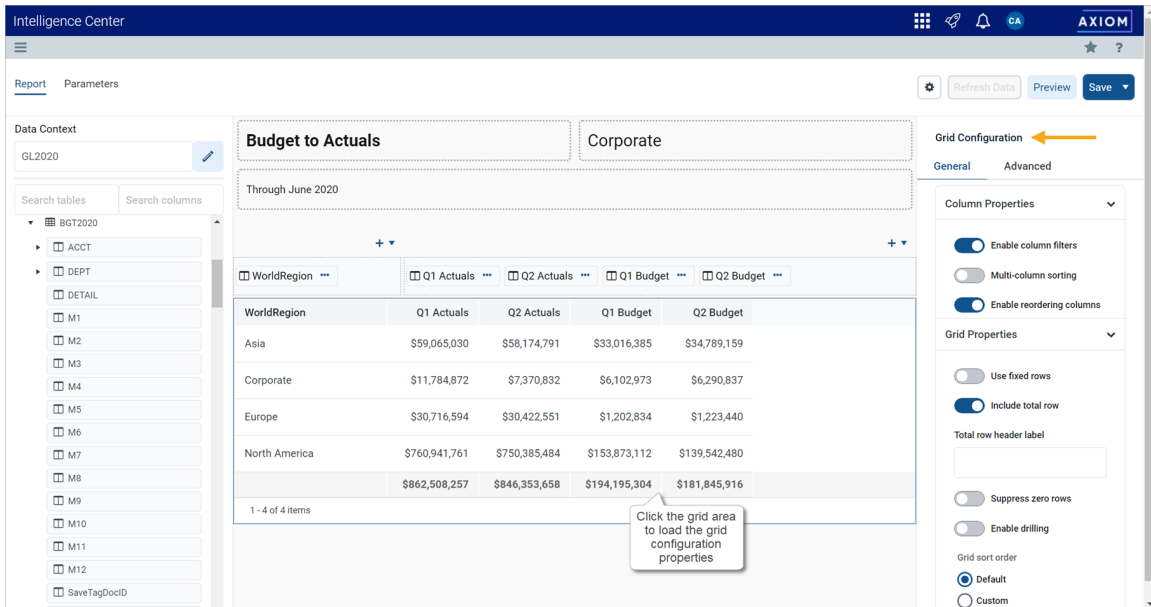 Intelligence Center
CA
AXIOM
?
Report Parameters
Refresh Data Preview Save
Data Context
GL2020
Search tables Search columns
BGT2020
ACCT
DEPT
DETAIL
M1
M2
M3
M4
M5
M6
M7
M8
M9
M10
M11
M12
SaveTagDocID
Budget to Actuals Corporate
Through June 2020
+ +
WorldRegion ••• Q1 Actuals ••• Q2 Actuals ••• Q1 Budget ••• Q2 Budget •••
WorldRegion Q1 Actuals Q2 Actuals Q1 Budget Q2 Budget
Asia $59,065,030 $58,174,791 $33,016,385 $34,789,159
Corporate $11,784,872 $7,370,832 $6,102,973 $6,290,837
Europe $30,716,594 $30,422,551 $1,202,834 $1,223,440
North America $760,941,761 $750,385,484 $153,873,112 $139,542,480
$862,508,257 $846,353,658 $194,195,304 $181,845,916
1 - 4 of 4 items
Click the grid area
to load the grid
configuration
properties
Grid Configuration
General Advanced
Column Properties
Enable column filters
Multi-column sorting
Enable reordering columns
Grid Properties
Use fixed rows
Include total row
Total row header label
Suppress zero rows
Enable drilling
Grid sort order
Default
Custom